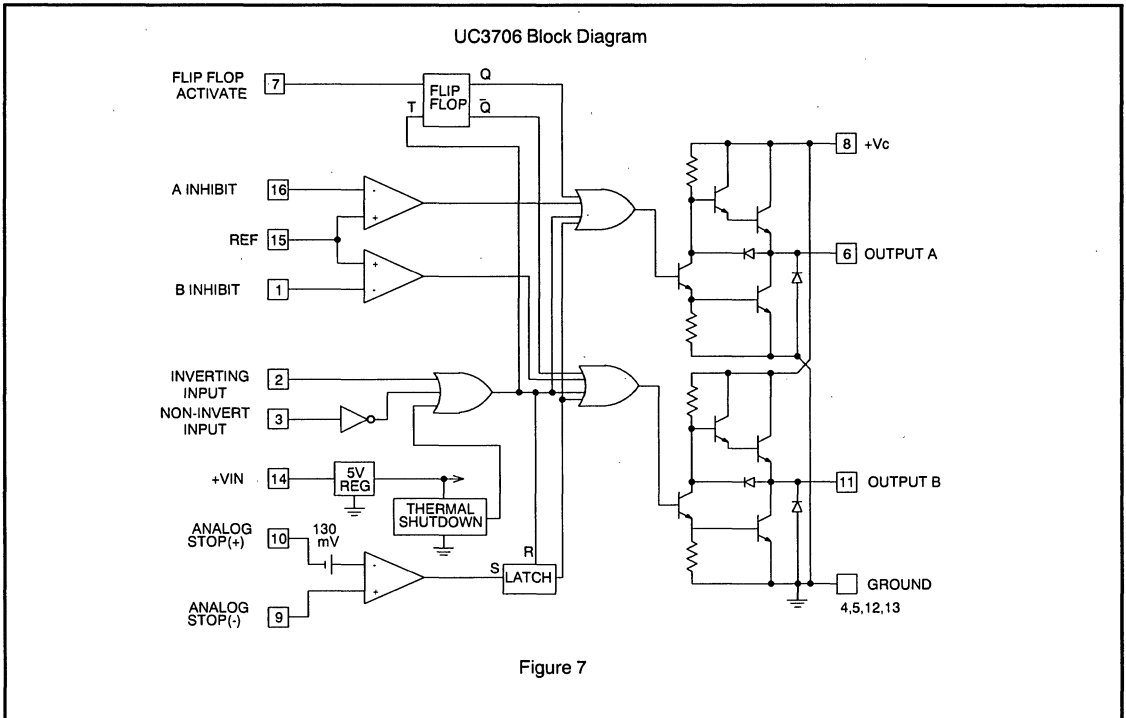 UC3706 Block Diagram
FLIP FLOP
ACTIVATE
7
FLIP
FLOP
T
Q
Q̄
8
+Vc
A INHIBIT
16
-
+
REF
15
+
-
B INHIBIT
1
6
OUTPUT A
INVERTING
INPUT
2
NON-INVERT
INPUT
3
+VIN
14
5V
REG
THERMAL
SHUTDOWN
11
OUTPUT B
ANALOG
STOP(+)
10
130
mV
-
+
S
R
LATCH
ANALOG
STOP(-)
9
GROUND
4,5,12,13
Figure 7